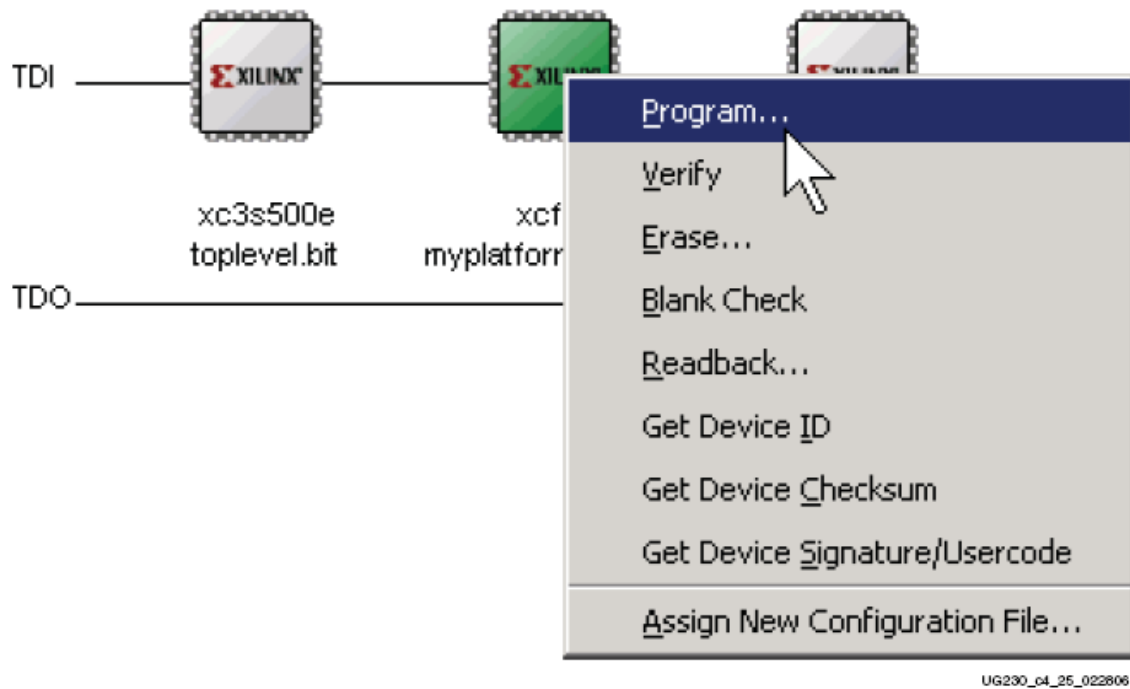 TDI
XILINX
xc3s500e
toplevel.bit
TDO
Program...
Verify
Erase...
Blank Check
Readback...
Get Device ID
Get Device Checksum
Get Device Signature/Usercode
Assign New Configuration File...
UG230_c4_25_022806